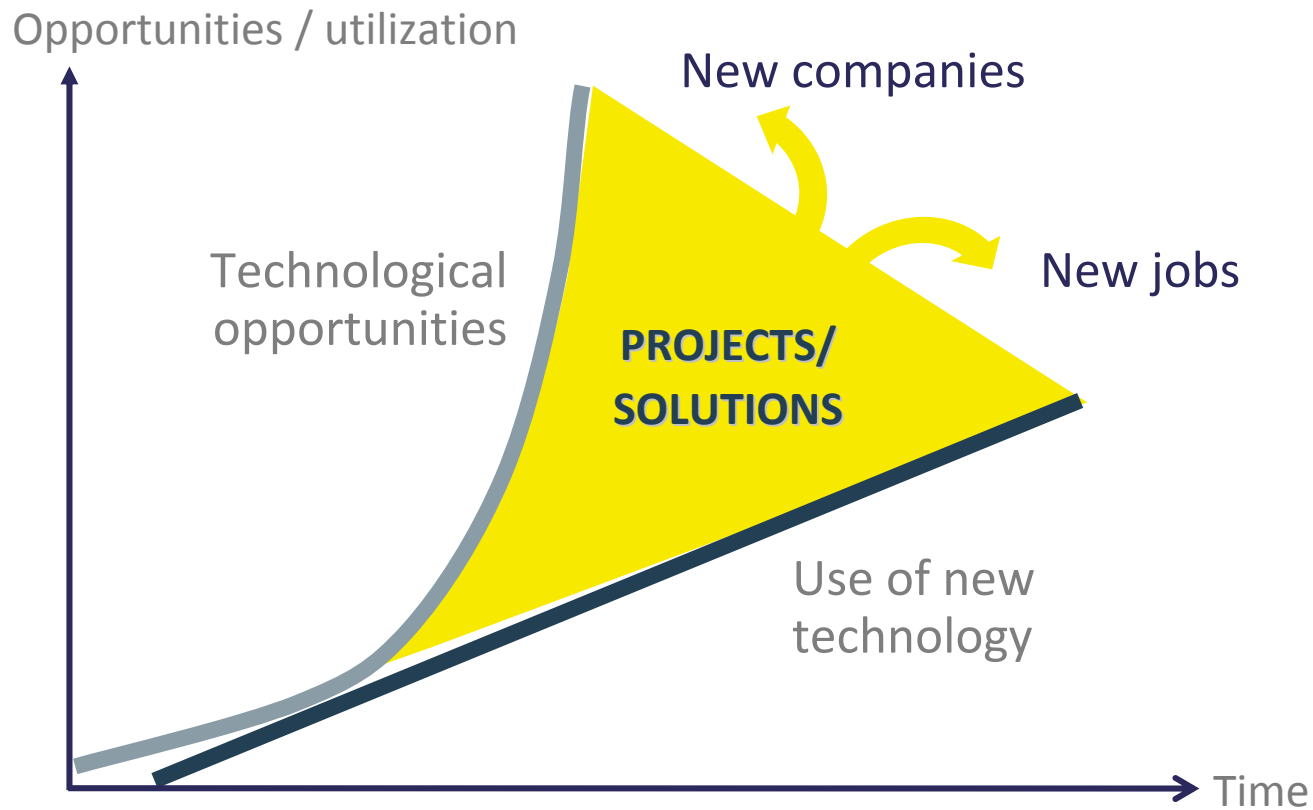 Opportunities / utilization
New companies
Technological
opportunities
New jobs
PROJECTS/
SOLUTIONS
Use of new
technology
Time